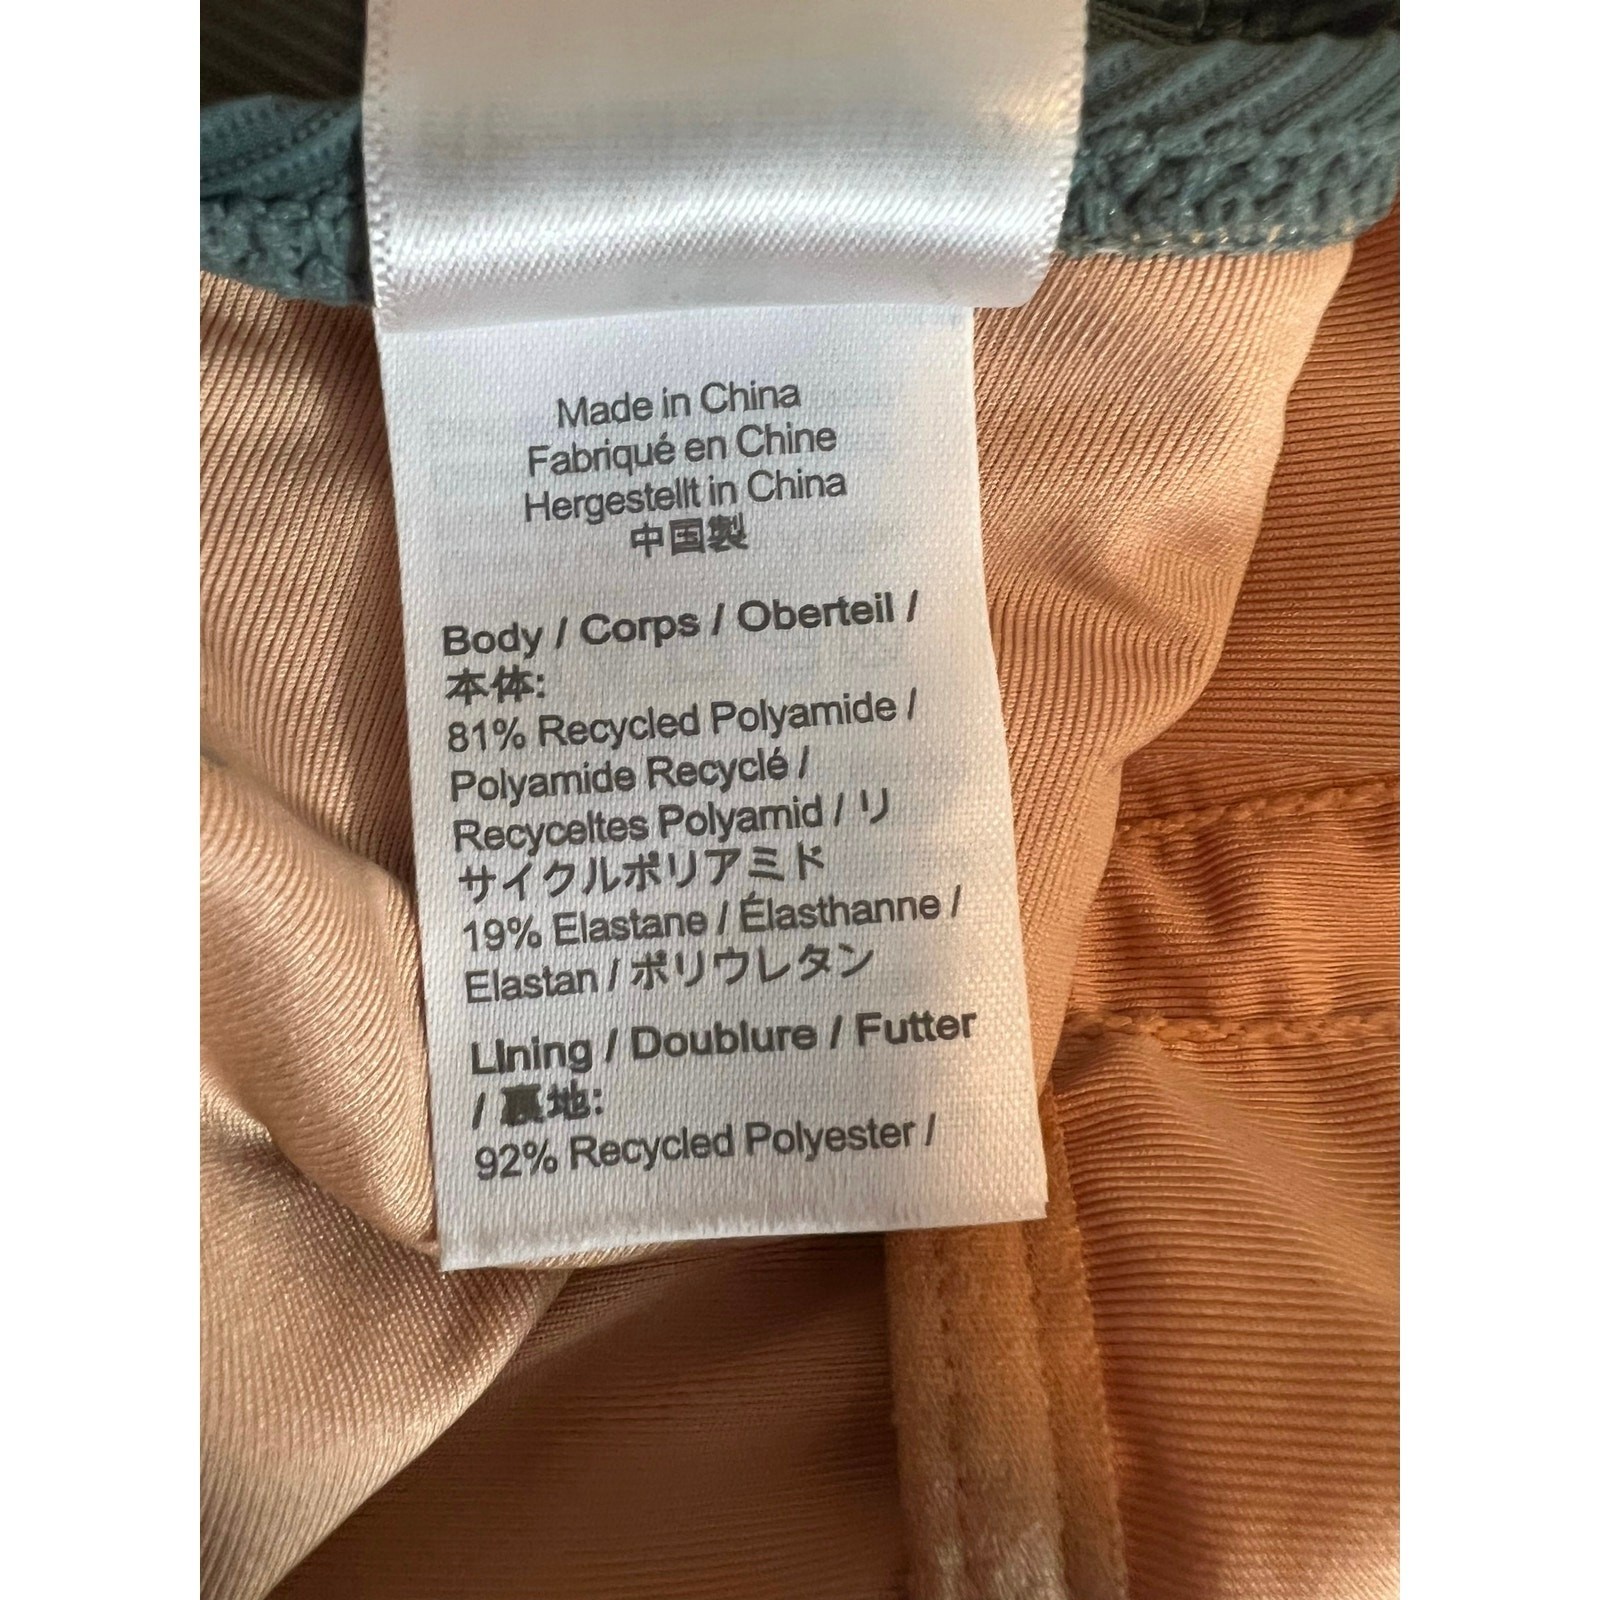 Made in China
Fabriqué en Chine
Hergestellt in China
中国製
Body / Corps / Oberteil /
本体:
81% Recycled Polyamide /
Polyamide Recyclé /
Recyceltes Polyamid / リ
サイクルポリアミド
19% Elastane / Élasthanne /
Elastan / ポリウレタン
LIning / Doublure / Futter
/ 裏地:
92% Recycled Polyester /